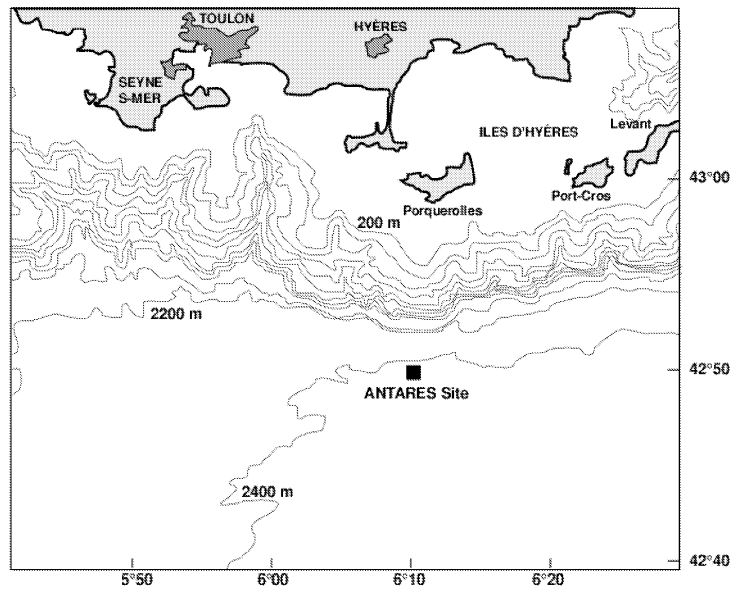 TOULON
HYÈRES
SEYNE
S-MER
ILES D'HYÈRES
Levant
43°00
Port-Cros
Porquerolles
200 m
2200 m
42°50
ANTARES Site
2400 m
42°40
5°50
6°00
6°10
6°20